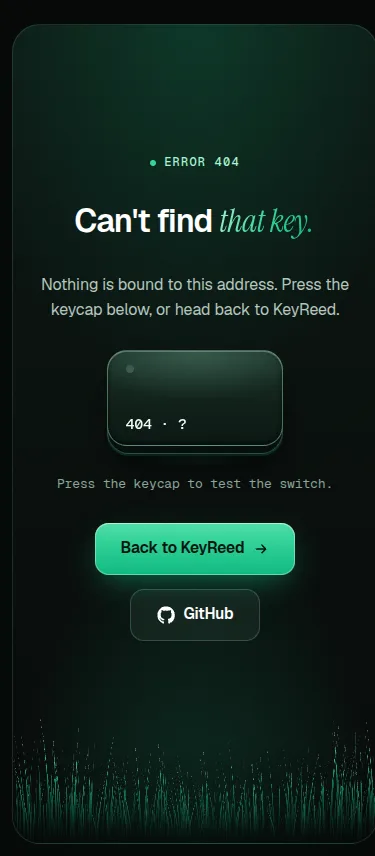 ERROR 404
Can't find that key.
Nothing is bound to this address. Press the
keycap below, or head back to KeyReed.
404 · ?
Press the keycap to test the switch.
Back to KeyReed →
GitHub